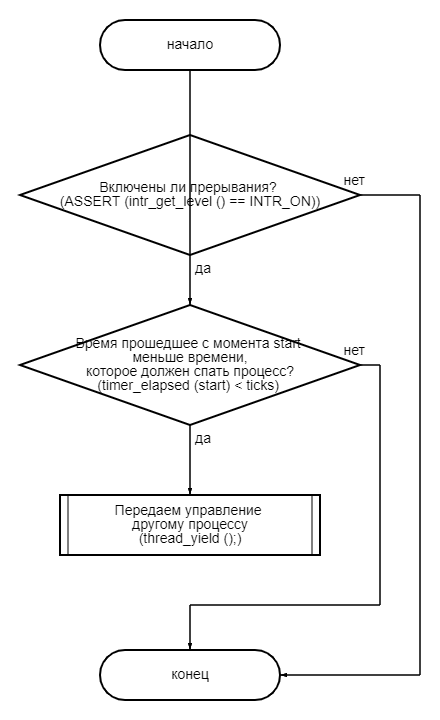 начало
Включены ли прерывания?
(ASSERT (intr_get_level () == INTR_ON))
нет
да
Время прошедшее с момента start
меньше времени,
которое должен спать процесс?
(timer_elapsed (start) < ticks)
нет
да
Передаем управление
другому процессу
(thread_yield ();)
конец